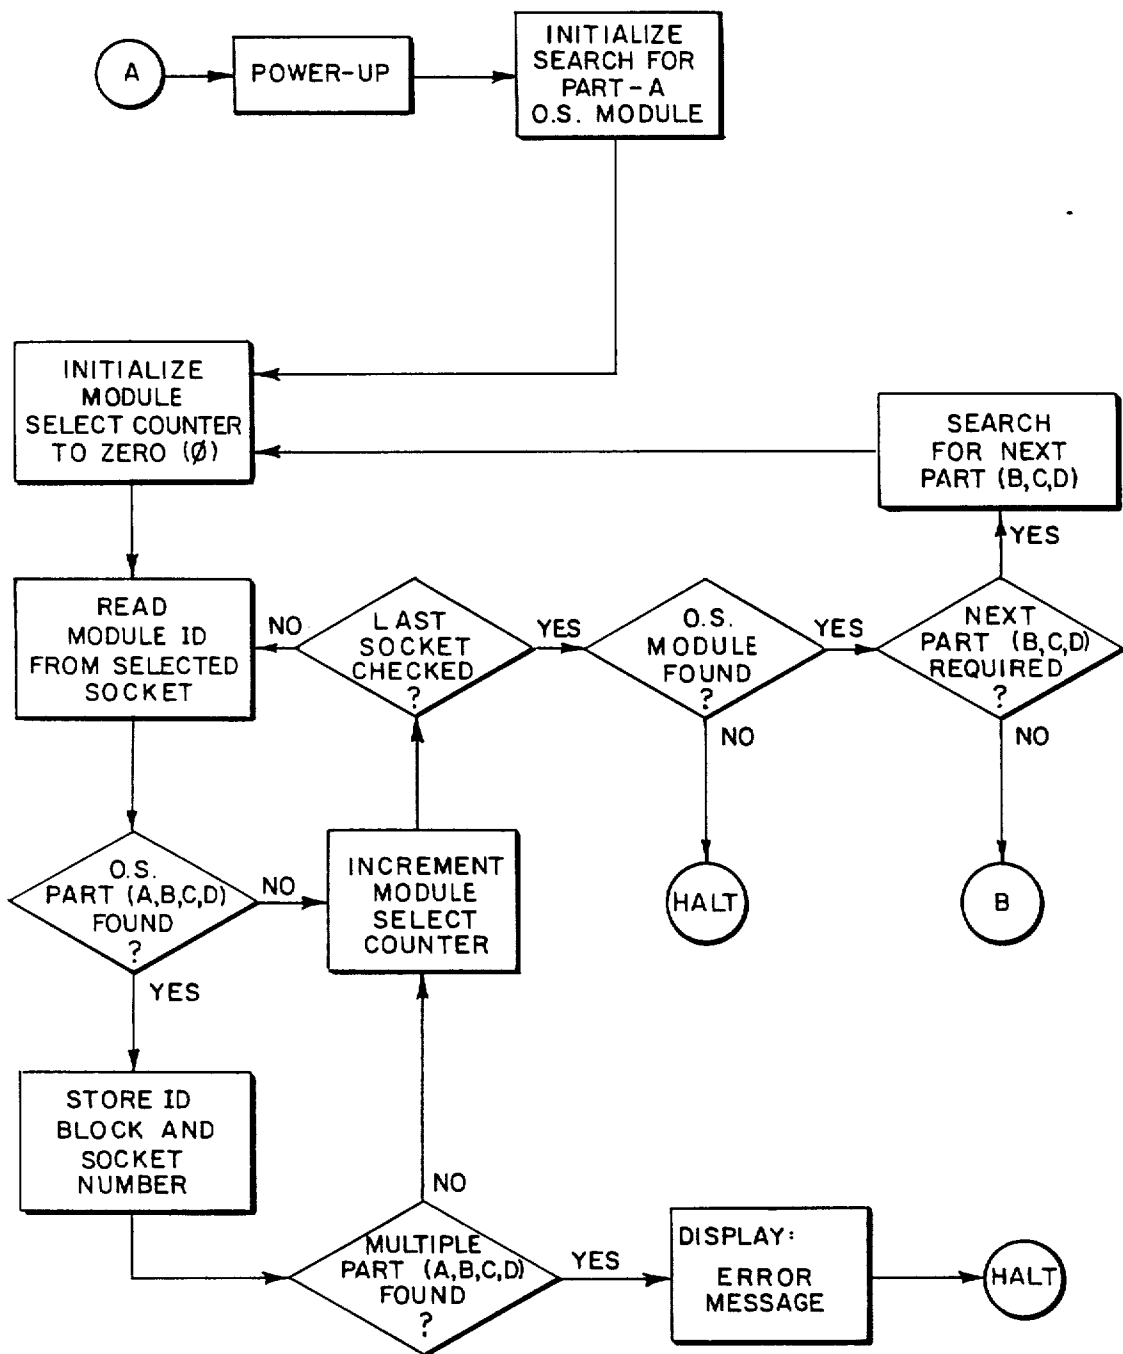 A
POWER-UP
INITIALIZE
SEARCH FOR
PART-A
O.S. MODULE
INITIALIZE
MODULE
SELECT COUNTER
TO ZERO (Ø)
SEARCH
FOR NEXT
PART (B,C,D)
YES
READ
MODULE ID
FROM SELECTED
SOCKET
NO
LAST
SOCKET
CHECKED
?
YES
O.S.
MODULE
FOUND
?
YES
NEXT
PART (B,C,D)
REQUIRED
?
NO
NO
O.S.
PART (A,B,C,D)
FOUND
?
NO
INCREMENT
MODULE
SELECT
COUNTER
HALT
B
YES
STORE ID
BLOCK AND
SOCKET
NUMBER
NO
MULTIPLE
PART (A,B,C,D)
FOUND
?
YES
DISPLAY:
ERROR
MESSAGE
HALT